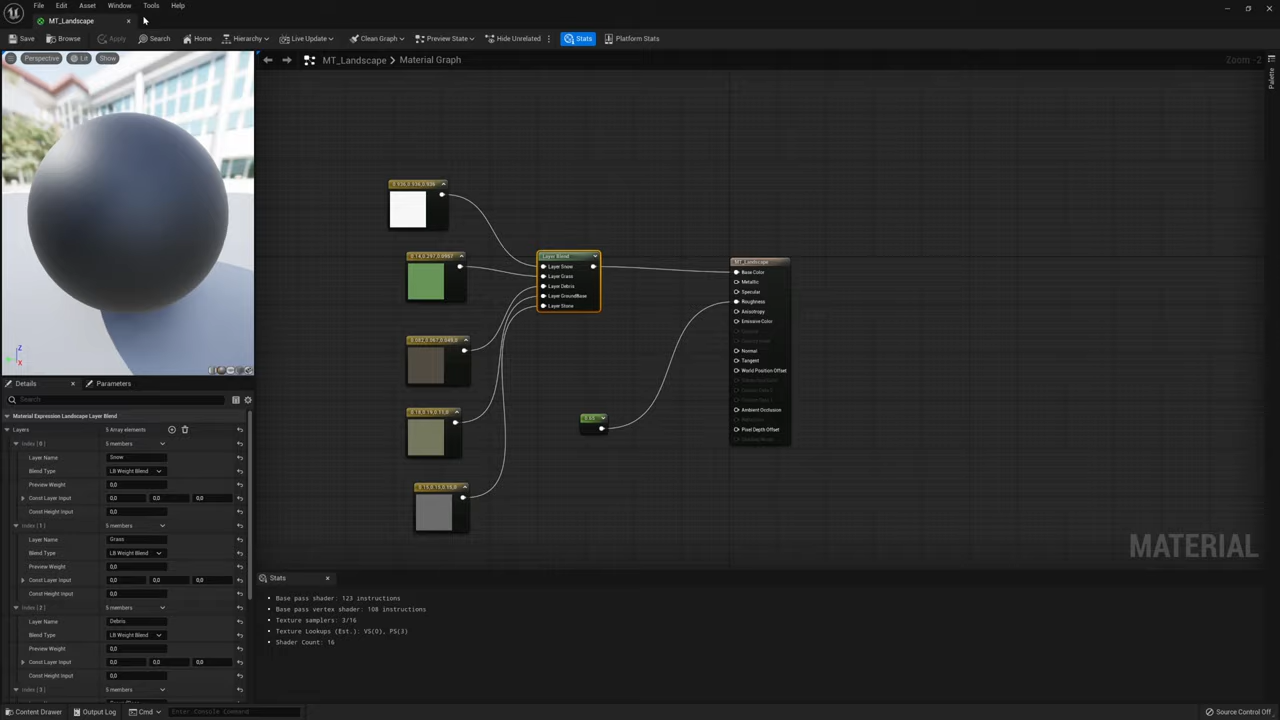 File Edit Asset Window Tools Help
MT_Landscape
Save Browse Apply Search Home Hierarchy Live Update Clean Graph Preview State Hide Unrelated Stats Platform Stats
Perspective Lit Show
MT_Landscape > Material Graph
Zoom -2
Palette
Layer Blend
Layer Snow
Layer Grass
Layer Debris
Layer GroundBase
Layer Stone
MT_Landscape
Base Color
Metallic
Specular
Roughness
Anisotropy
Emissive Color
Normal
Tangent
World Position Offset
Ambient Occlusion
Pixel Depth Offset
MATERIAL
Z
X
Details Parameters
Search
Material Expression Landscape Layer Blend
Layers 5 Array elements
Index [ 0 ] 5 members
Layer Name Snow
Blend Type LB Weight Blend
Preview Weight 0,0
Const Layer Input 0,0 0,0 0,0
Const Height Input 0,0
Index [ 1 ] 5 members
Layer Name Grass
Blend Type LB Weight Blend
Preview Weight 0,0
Const Layer Input 0,0 0,0 0,0
Const Height Input 0,0
Index [ 2 ] 5 members
Layer Name Debris
Blend Type LB Weight Blend
Preview Weight 0,0
Const Layer Input 0,0 0,0 0,0
Const Height Input 0,0
Index [ 3 ] 5 members
Stats
Base pass shader: 123 instructions
Base pass vertex shader: 108 instructions
Texture samplers: 3/16
Texture Lookups (Est.): VS(0), PS(3)
Shader Count: 16
Content Drawer Output Log Cmd Enter Console Command Source Control Off